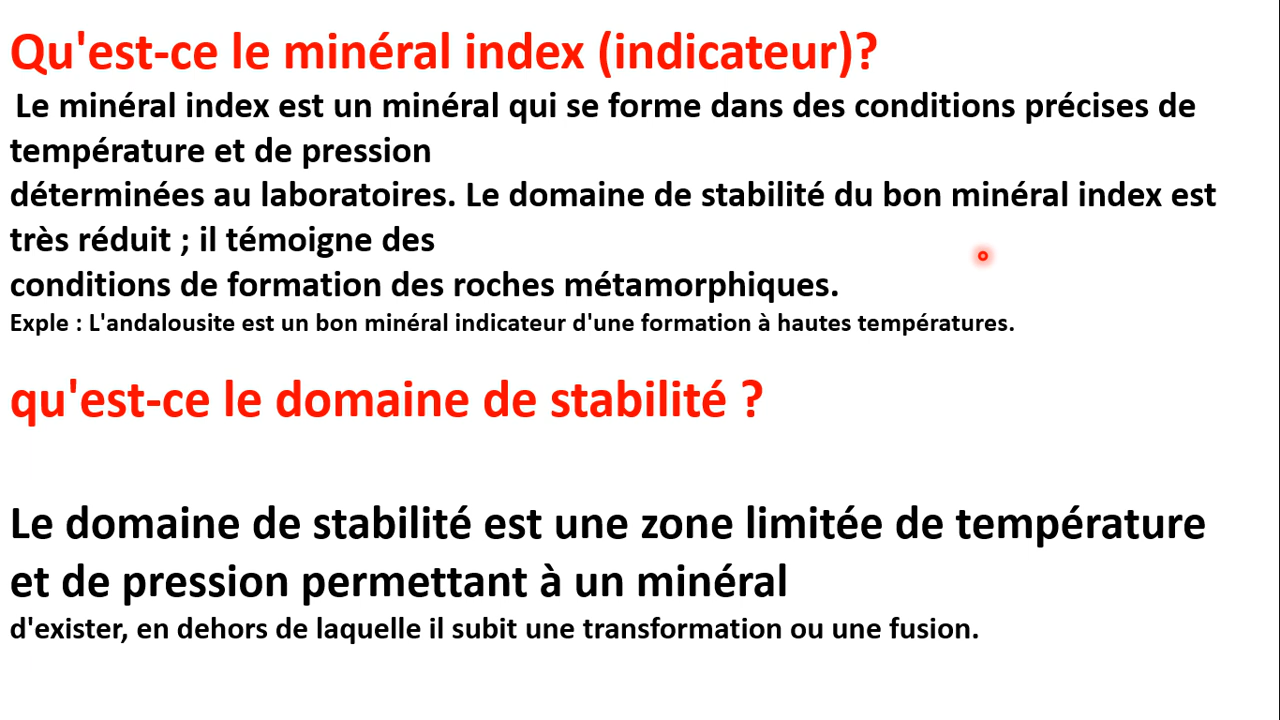 Qu'est-ce le minéral index (indicateur)?
Le minéral index est un minéral qui se forme dans des conditions précises de
température et de pression
déterminées au laboratoires. Le domaine de stabilité du bon minéral index est
très réduit ; il témoigne des
conditions de formation des roches métamorphiques.
Exple : L'andalousite est un bon minéral indicateur d'une formation à hautes températures.
qu'est-ce le domaine de stabilité ?
Le domaine de stabilité est une zone limitée de température
et de pression permettant à un minéral
d'exister, en dehors de laquelle il subit une transformation ou une fusion.